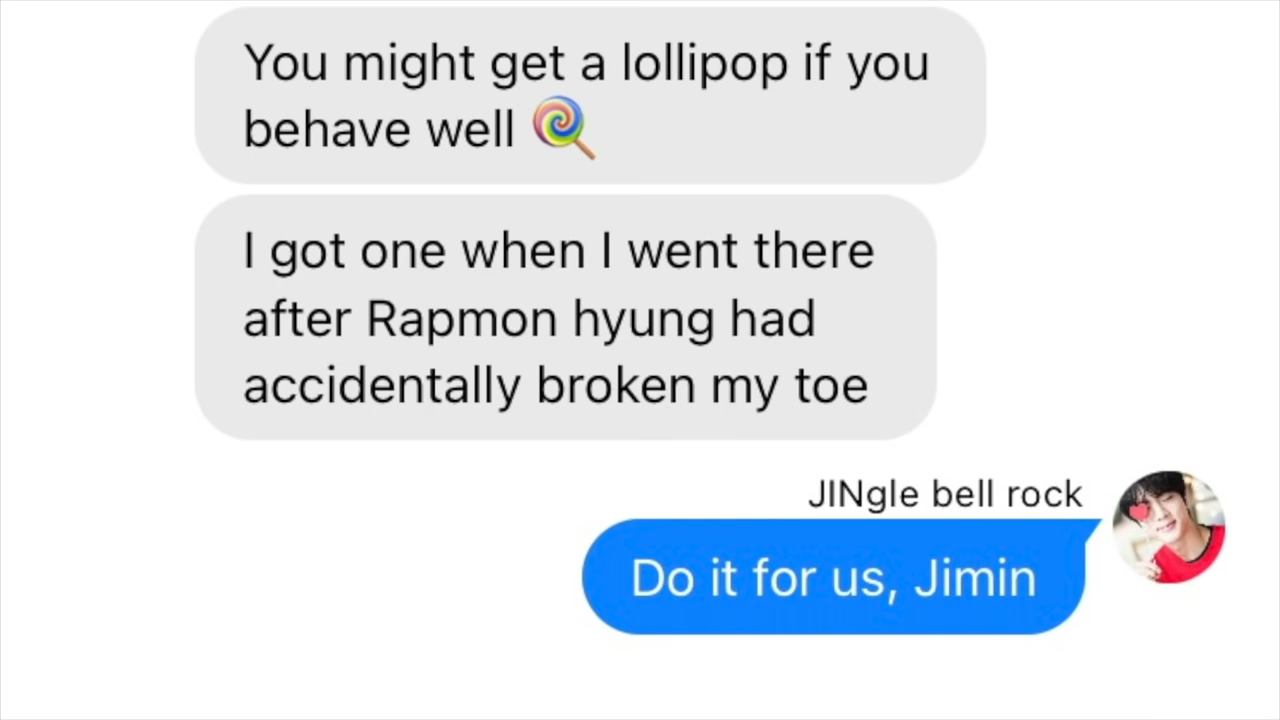 You might get a lollipop if you
behave well 🍭
I got one when I went there
after Rapmon hyung had
accidentally broken my toe
JINgle bell rock
Do it for us, Jimin